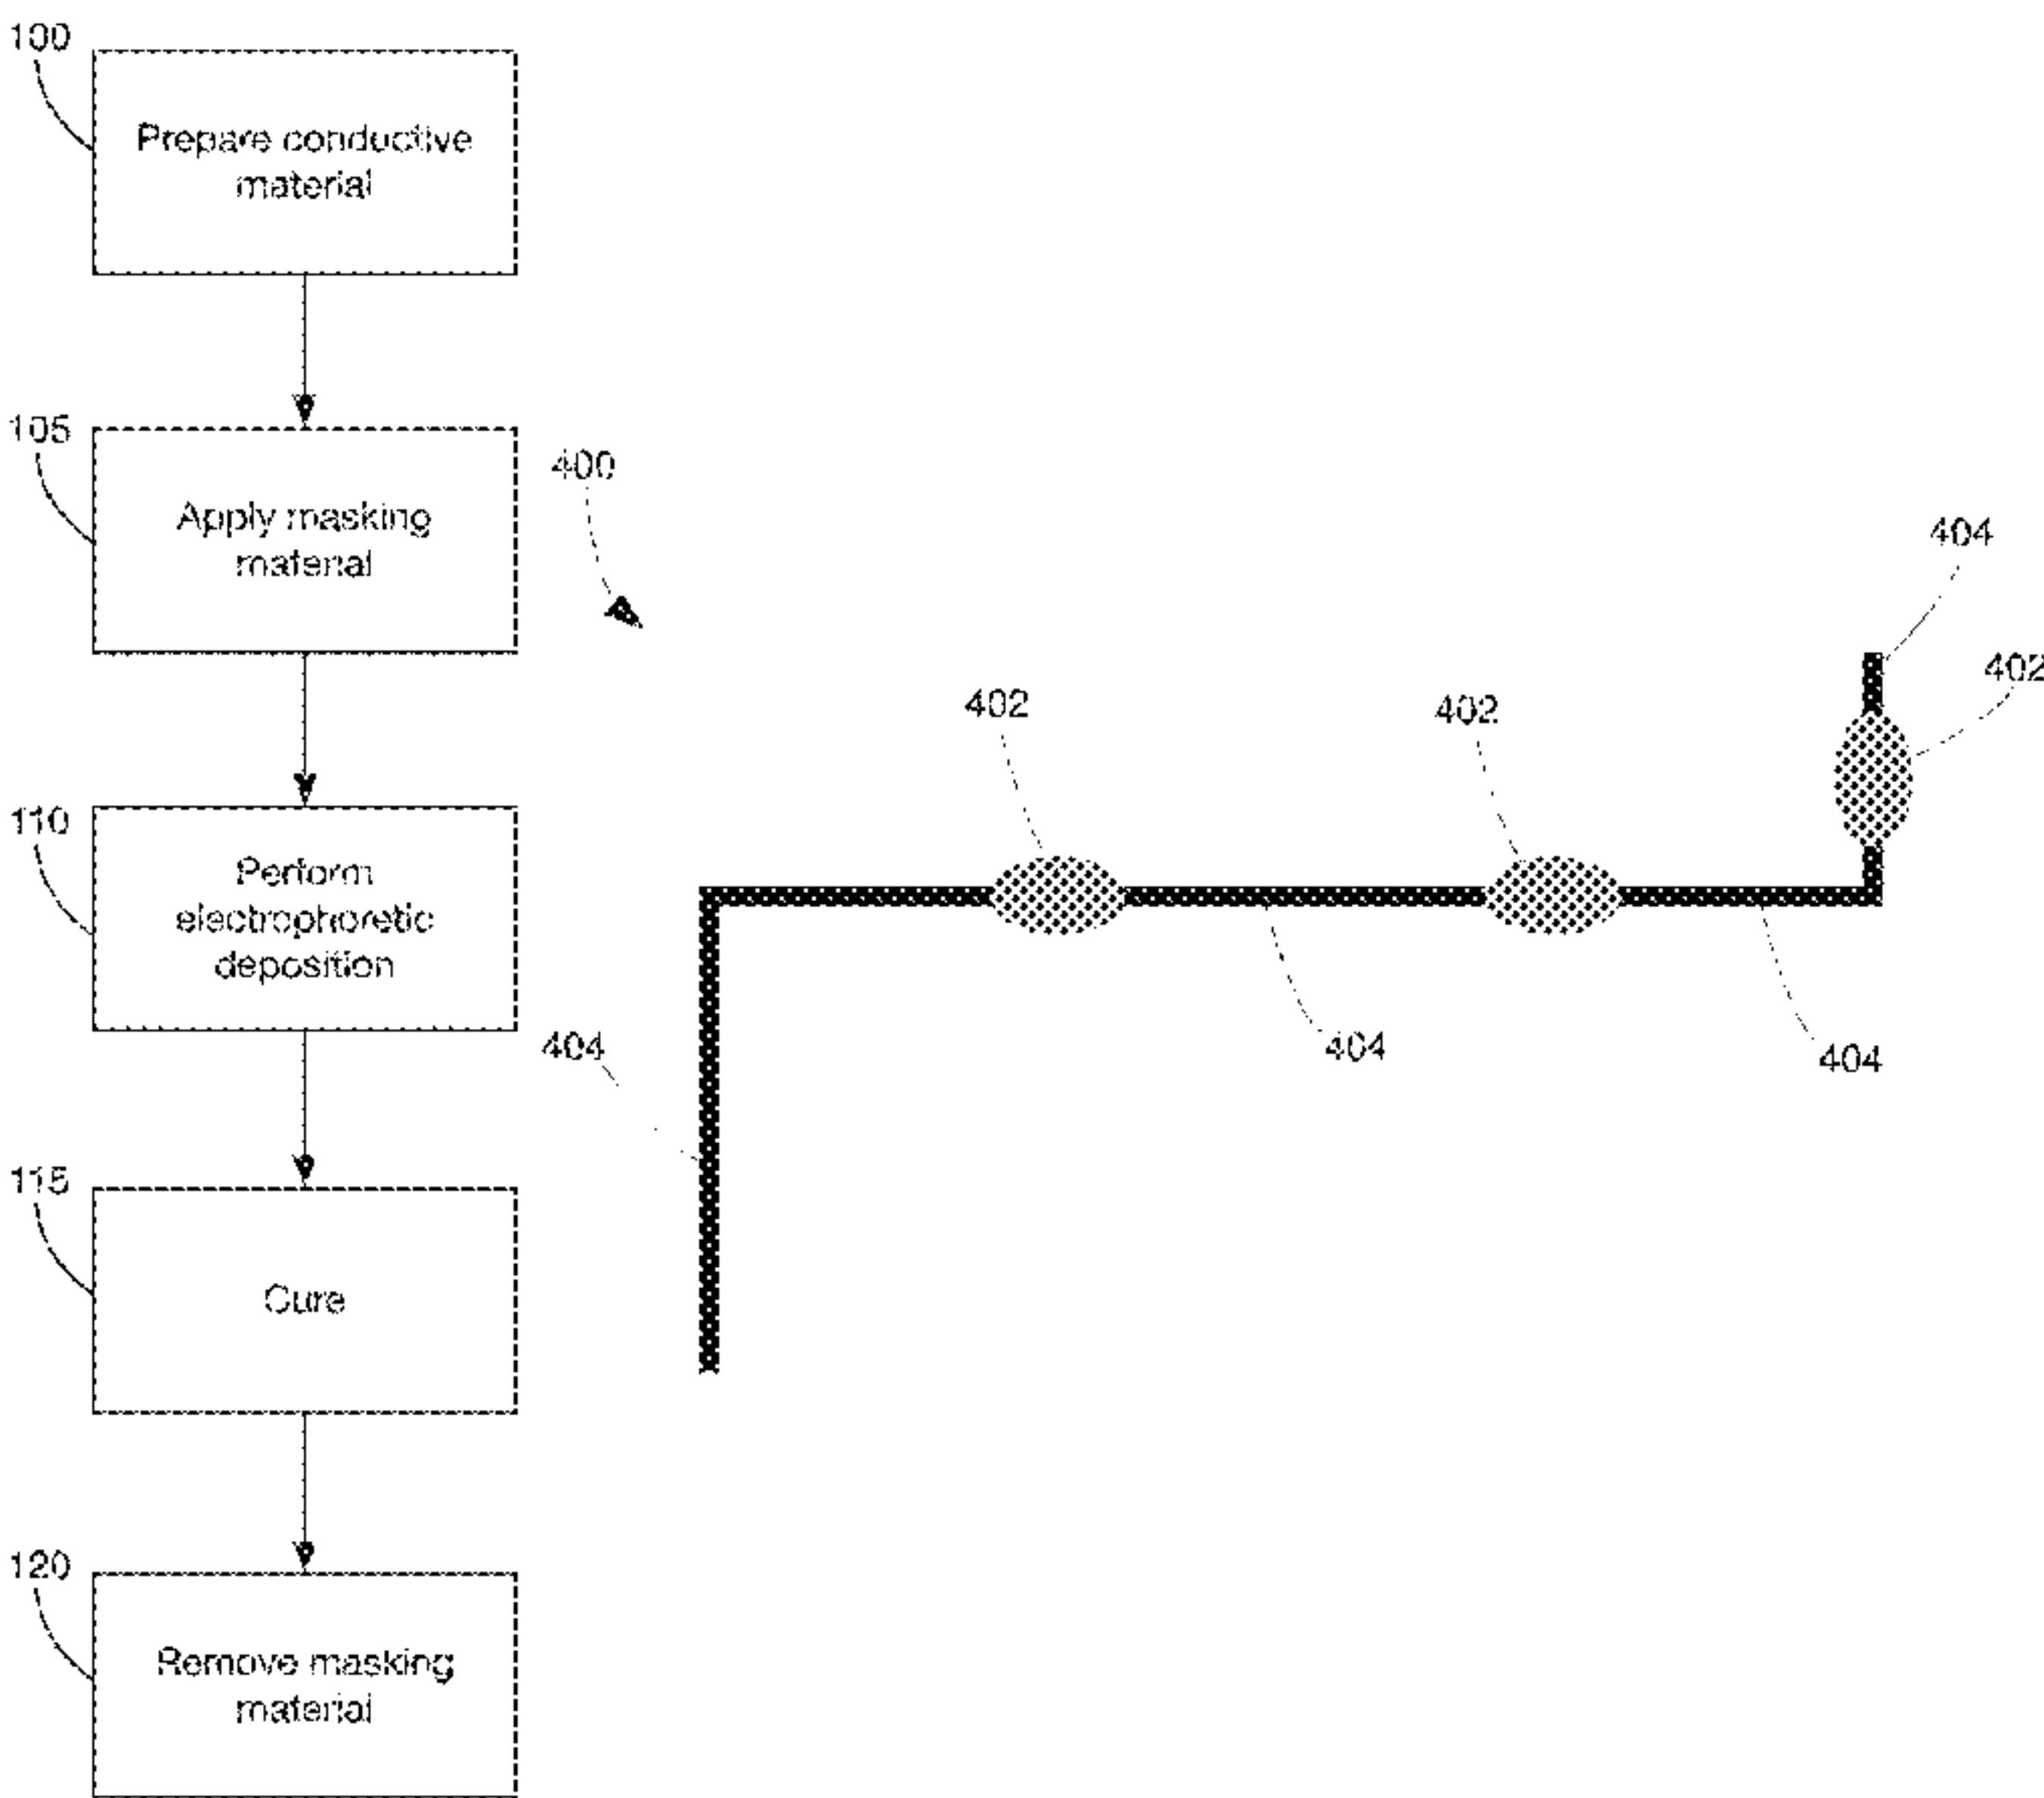 100
Prepare conductive
material
105
Apply masking
material
110
Perform
electrophoretic
deposition
115
Cure
120
Remove masking
material
400
404
402
402
402
404
404
404